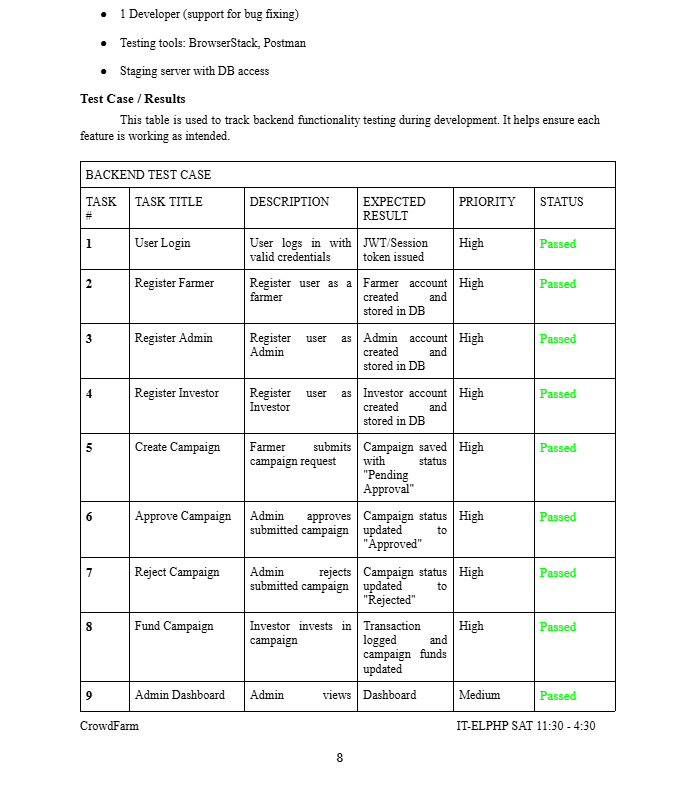 ● 1 Developer (support for bug fixing)
● Testing tools: BrowserStack, Postman
● Staging server with DB access
Test Case / Results
This table is used to track backend functionality testing during development. It helps ensure each
feature is working as intended.
BACKEND TEST CASE
TASK # TASK TITLE DESCRIPTION EXPECTED RESULT PRIORITY STATUS
1 User Login User logs in with valid credentials JWT/Session token issued High Passed
2 Register Farmer Register user as a farmer Farmer account created and stored in DB High Passed
3 Register Admin Register user as Admin Admin account created and stored in DB High Passed
4 Register Investor Register user as Investor Investor account created and stored in DB High Passed
5 Create Campaign Farmer submits campaign request Campaign saved with status "Pending Approval" High Passed
6 Approve Campaign Admin approves submitted campaign Campaign status updated to "Approved" High Passed
7 Reject Campaign Admin rejects submitted campaign Campaign status updated to "Rejected" High Passed
8 Fund Campaign Investor invests in campaign Transaction logged and campaign funds updated High Passed
9 Admin Dashboard Admin views Dashboard Medium Passed
CrowdFarm IT-ELPHP SAT 11:30 - 4:30
8